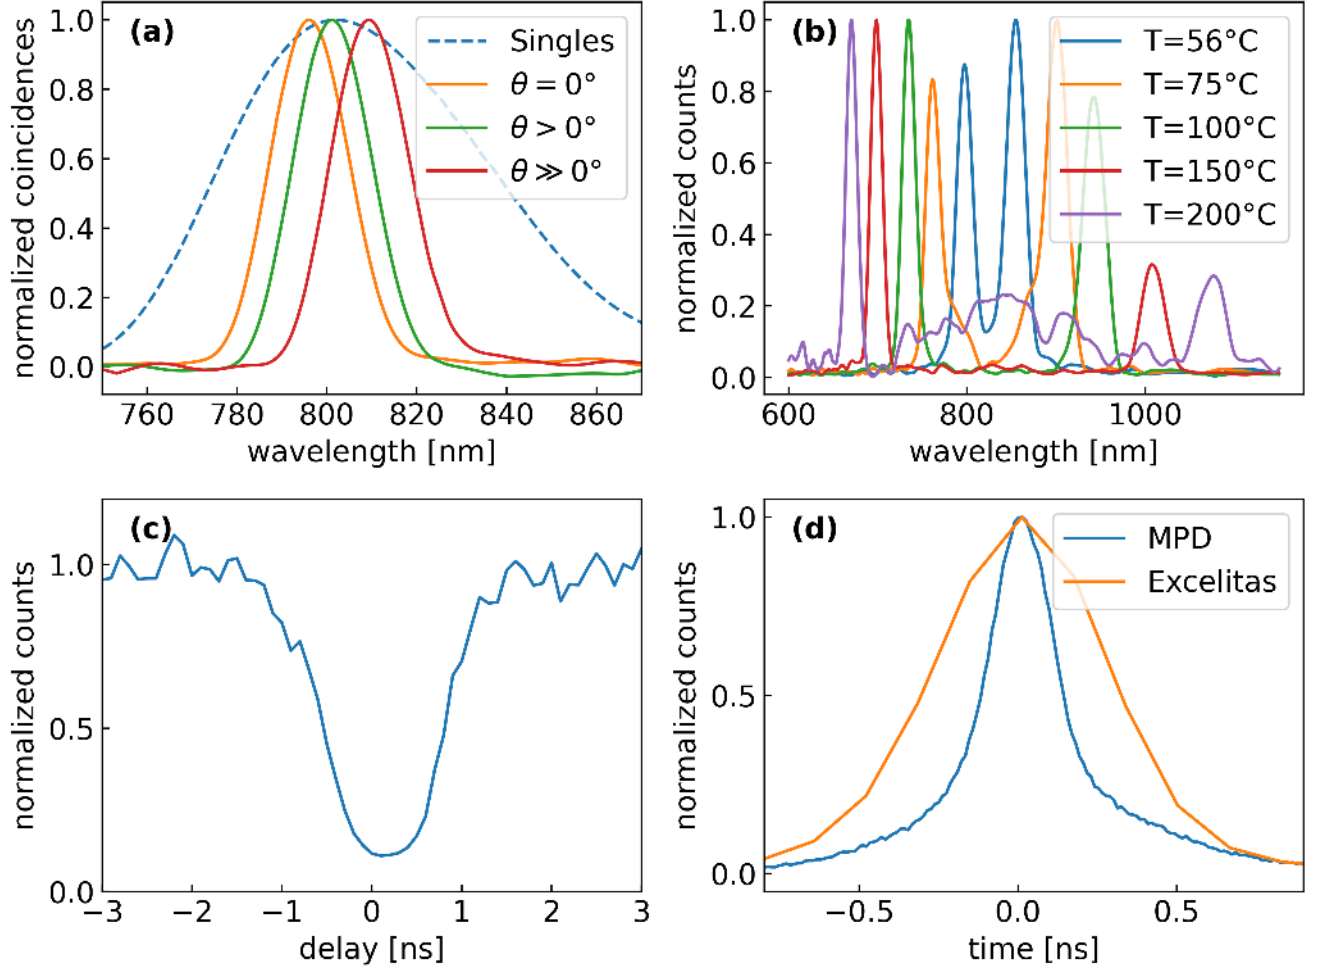 (a)
Singles
θ = 0°
θ > 0°
θ ≫ 0°
normalized coincidences
1.0
0.8
0.6
0.4
0.2
0.0
760 780 800 820 840 860
wavelength [nm]
(b)
T=56°C
T=75°C
T=100°C
T=150°C
T=200°C
normalized counts
1.0
0.8
0.6
0.4
0.2
0.0
600 800 1000
wavelength [nm]
(c)
normalized counts
1.0
0.5
0.0
−3 −2 −1 0 1 2 3
delay [ns]
(d)
MPD
Excelitas
normalized counts
1.0
0.5
0.0
−0.5 0.0 0.5
time [ns]